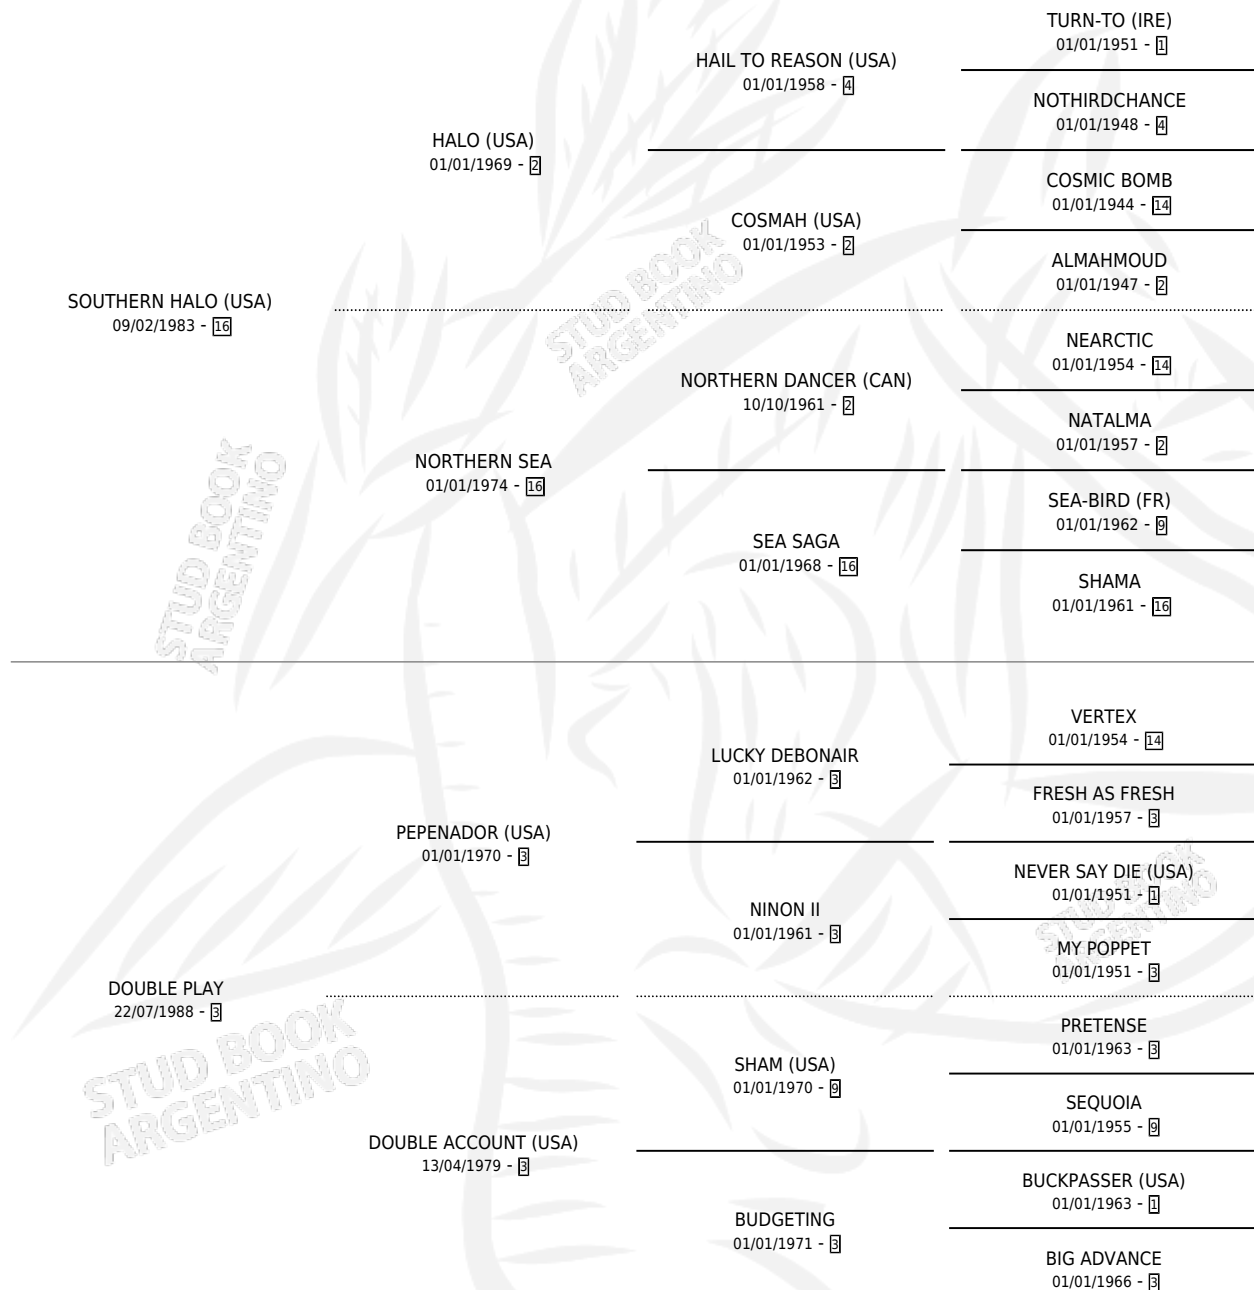 TURN-TO (IRE)
01/01/1951 - 1
HAIL TO REASON (USA)
01/01/1958 - 4
NOTHIRDCHANCE
01/01/1948 - 4
HALO (USA)
01/01/1969 - 2
COSMIC BOMB
01/01/1944 - 14
COSMAH (USA)
01/01/1953 - 2
ALMAHMOUD
01/01/1947 - 2
SOUTHERN HALO (USA)
09/02/1983 - 16
NEARCTIC
01/01/1954 - 14
NORTHERN DANCER (CAN)
10/10/1961 - 2
NATALMA
01/01/1957 - 2
NORTHERN SEA
01/01/1974 - 16
SEA-BIRD (FR)
01/01/1962 - 9
SEA SAGA
01/01/1968 - 16
SHAMA
01/01/1961 - 16
VERTEX
01/01/1954 - 14
LUCKY DEBONAIR
01/01/1962 - 3
FRESH AS FRESH
01/01/1957 - 3
PEPENADOR (USA)
01/01/1970 - 3
NEVER SAY DIE (USA)
01/01/1951 - 1
NINON II
01/01/1961 - 3
MY POPPET
01/01/1951 - 3
DOUBLE PLAY
22/07/1988 - 3
PRETENSE
01/01/1963 - 3
SHAM (USA)
01/01/1970 - 9
SEQUOIA
01/01/1955 - 9
DOUBLE ACCOUNT (USA)
13/04/1979 - 3
BUCKPASSER (USA)
01/01/1963 - 1
BUDGETING
01/01/1971 - 3
BIG ADVANCE
01/01/1966 - 3
STUD BOOK
ARGENTINO
STUD BOOK
ARGENTINO
STUD BOOK
ARGENTINO
STUD BOOK
ARGENTINO